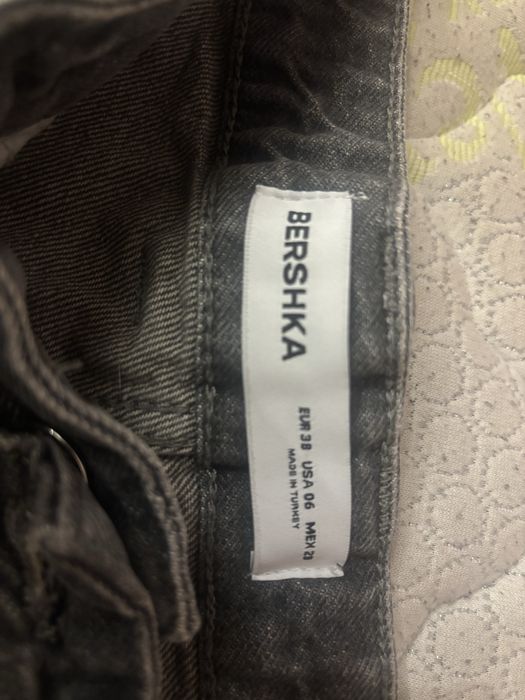 BERSHKA
EUR 38 USA 06 MEX 28
MADE IN TURKEY